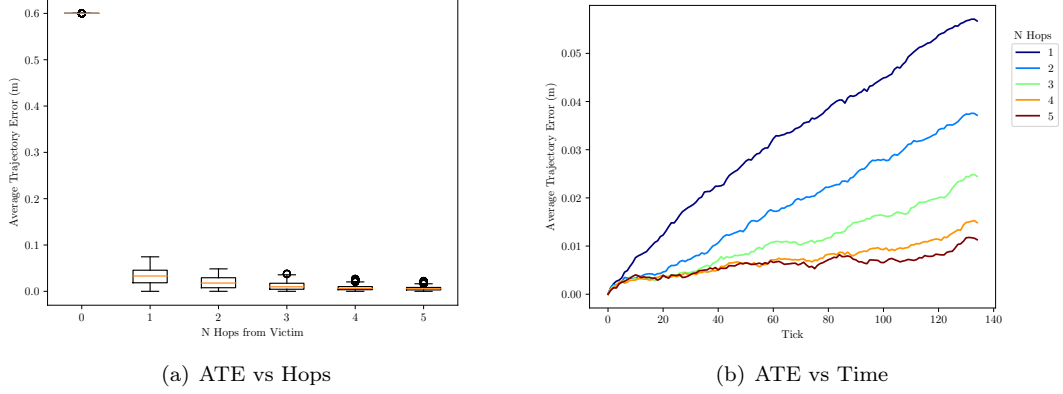 0.6
0.5
0.4
0.3
0.2
0.1
0.0
Average Trajectory Error (m)
0 1 2 3 4 5
N Hops from Victim
(a) ATE vs Hops
0.05
0.04
0.03
0.02
0.01
0.00
Average Trajectory Error (m)
0 20 40 60 80 100 120 140
Tick
N Hops
1
2
3
4
5
(b) ATE vs Time